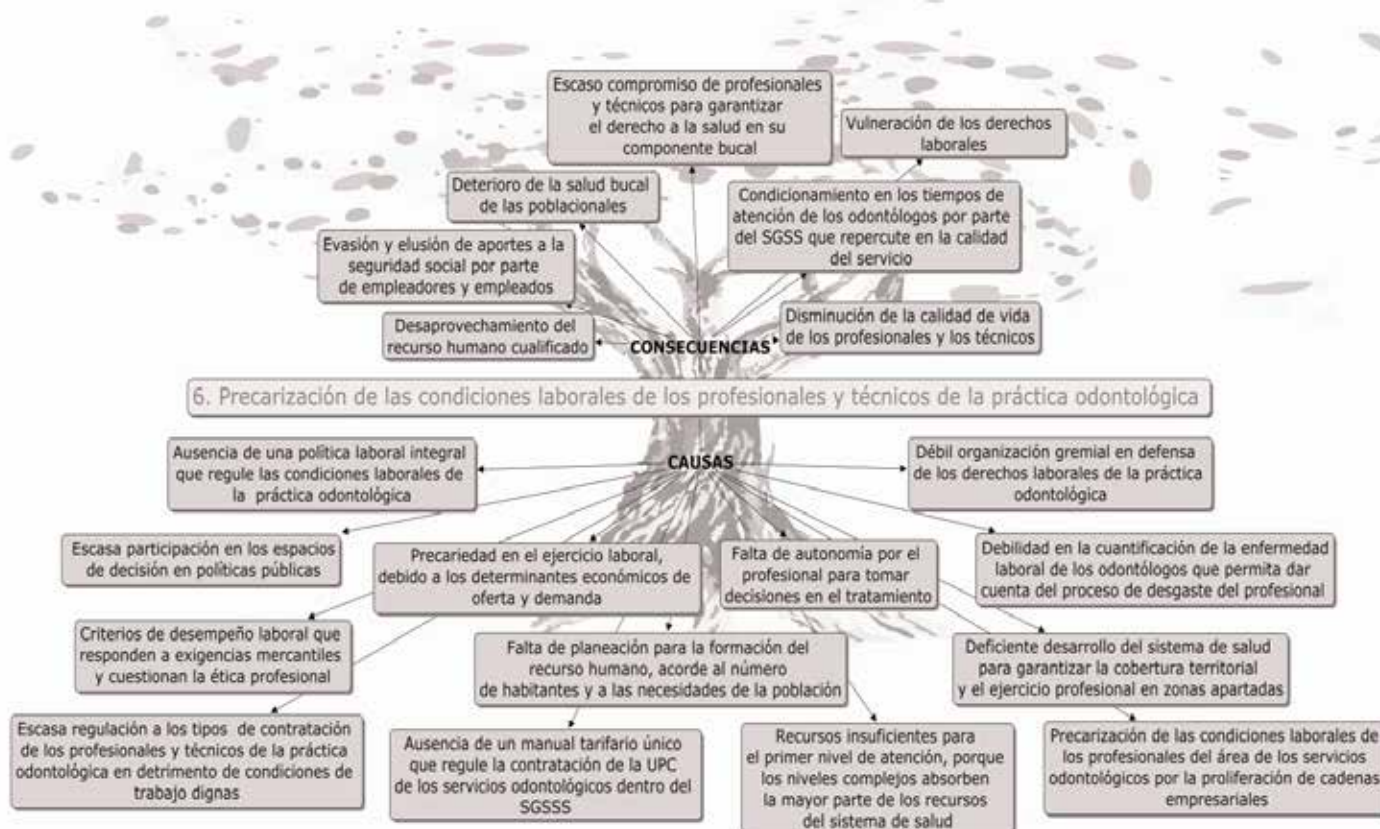 Escaso compromiso de profesionales
y técnicos para garantizar
el derecho a la salud en su
componente bucal
Vulneración de los derechos
laborales
Deterioro de la salud bucal
de las poblacionales
Condicionamiento en los tiempos de
atención de los odontólogos por parte
del SGSS que repercute en la calidad
del servicio
Evasión y elusión de aportes a la
seguridad social por parte
de empleadores y empleados
Desaprovechamiento del
recurso humano cualificado
CONSECUENCIAS
Disminución de la calidad de vida
de los profesionales y los técnicos
6. Precarización de las condiciones laborales de los profesionales y técnicos de la práctica odontológica
Ausencia de una política laboral integral
que regule las condiciones laborales de
la práctica odontológica
CAUSAS
Débil organización gremial en defensa
de los derechos laborales de la práctica
odontológica
Escasa participación en los espacios
de decisión en políticas públicas
Precariedad en el ejercicio laboral,
debido a los determinantes económicos de
oferta y demanda
Falta de autonomía por el
profesional para tomar
decisiones en el tratamiento
Debilidad en la cuantificación de la enfermedad
laboral de los odontólogos que permita dar
cuenta del proceso de desgaste del profesional
Criterios de desempeño laboral que
responden a exigencias mercantiles
y cuestionan la ética profesional
Falta de planeación para la formación del
recurso humano, acorde al número
de habitantes y a las necesidades de la población
Deficiente desarrollo del sistema de salud
para garantizar la cobertura territorial
y el ejercicio profesional en zonas apartadas
Escasa regulación a los tipos de contratación
de los profesionales y técnicos de la práctica
odontológica en detrimento de condiciones de
trabajo dignas
Ausencia de un manual tarifario único
que regule la contratación de la UPC
de los servicios odontológicos dentro del
SGSSS
Recursos insuficientes para
el primer nivel de atención, porque
los niveles complejos absorben
la mayor parte de los recursos
del sistema de salud
Precarización de las condiciones laborales de
los profesionales del área de los servicios
odontológicos por la proliferación de cadenas
empresariales